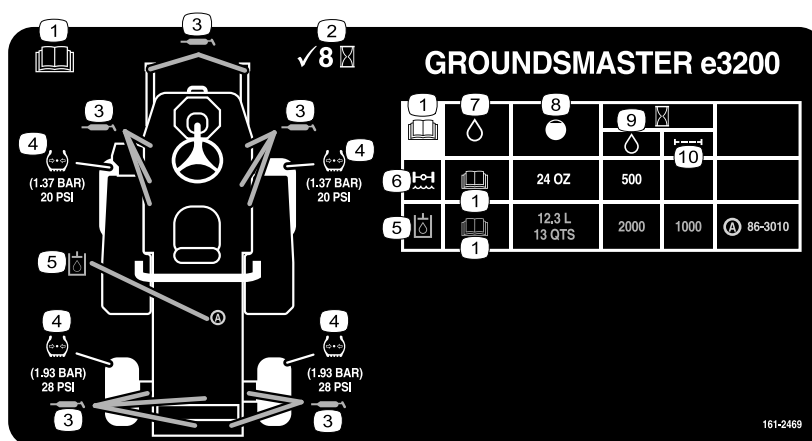 1
3
2
✓8
GROUNDSMASTER e3200
3
3
4
4
(1.37 BAR)
20 PSI
(1.37 BAR)
20 PSI
1
7
8
9
10
6
24 OZ
500
1
5
12.3 L
13 QTS
2000
1000
A 86-3010
1
5
A
4
4
(1.93 BAR)
28 PSI
(1.93 BAR)
28 PSI
3
3
161-2469